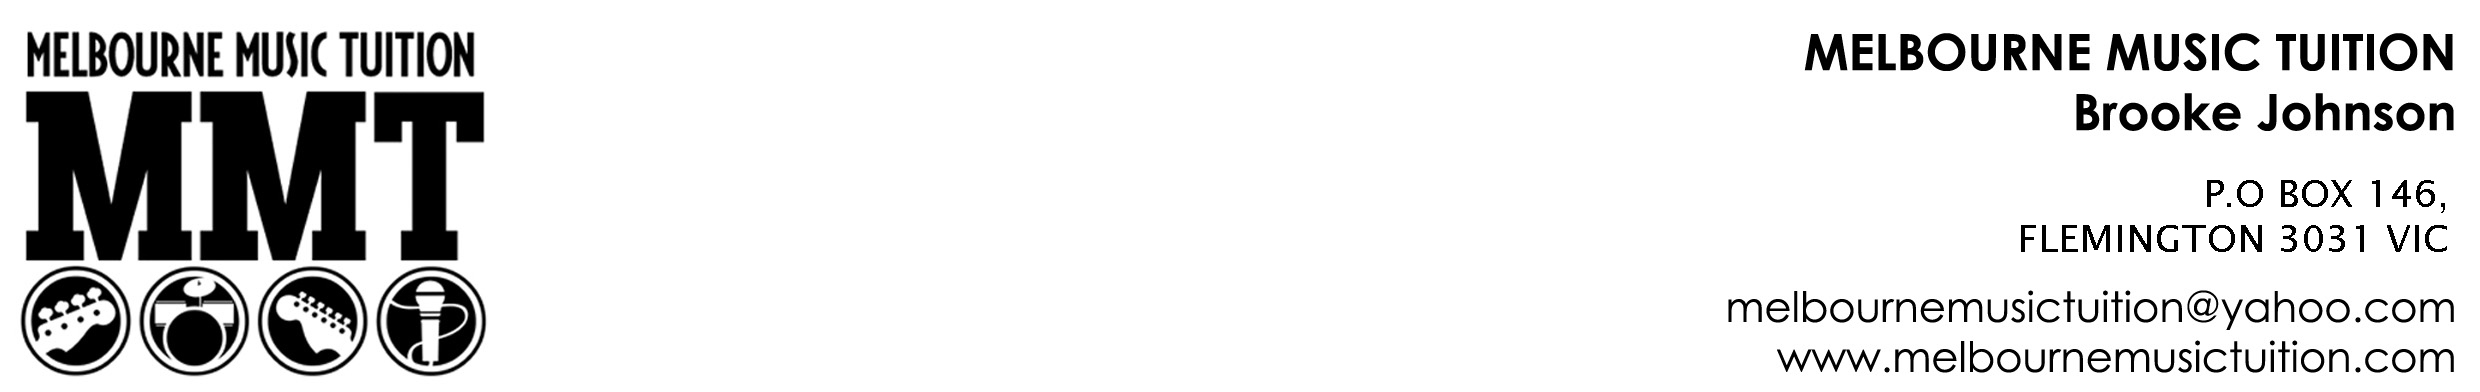 MELBOURNE MUSIC TUITION
MMT
MELBOURNE MUSIC TUITION
Brooke Johnson
P.O BOX 146,
FLEMINGTON 3031 VIC
melbournemusictuition@yahoo.com
www.melbournemusictuition.com